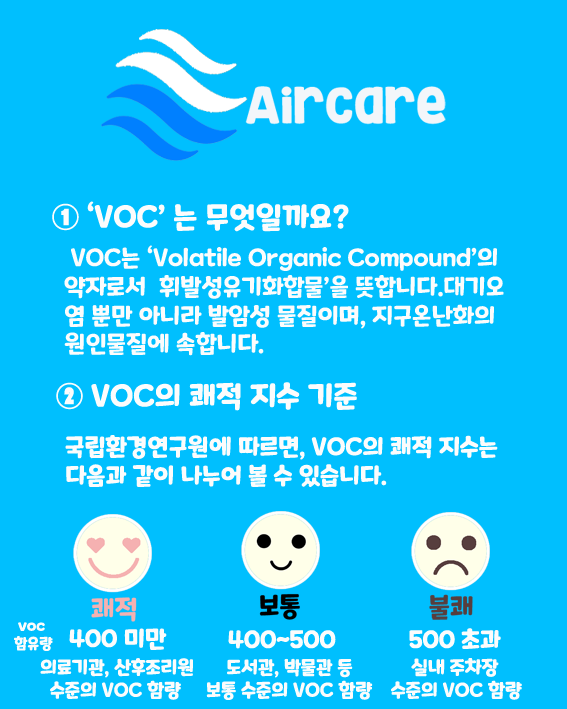 Aircare
① ‘VOC’ 는 무엇일까요?
VOC는 ‘Volatile Organic Compound’의
약자로서 휘발성유기화합물’을 뜻합니다.대기오
염 뿐만 아니라 발암성 물질이며, 지구온난화의
원인물질에 속합니다.
② VOC의 쾌적 지수 기준
국립환경연구원에 따르면, VOC의 쾌적 지수는
다음과 같이 나누어 볼 수 있습니다.
쾌적 보통 불쾌
VOC
함유량 400 미만 400~500 500 초과
의료기관, 산후조리원 도서관, 박물관 등 실내 주차장
수준의 VOC 함량 보통 수준의 VOC 함량 수준의 VOC 함량